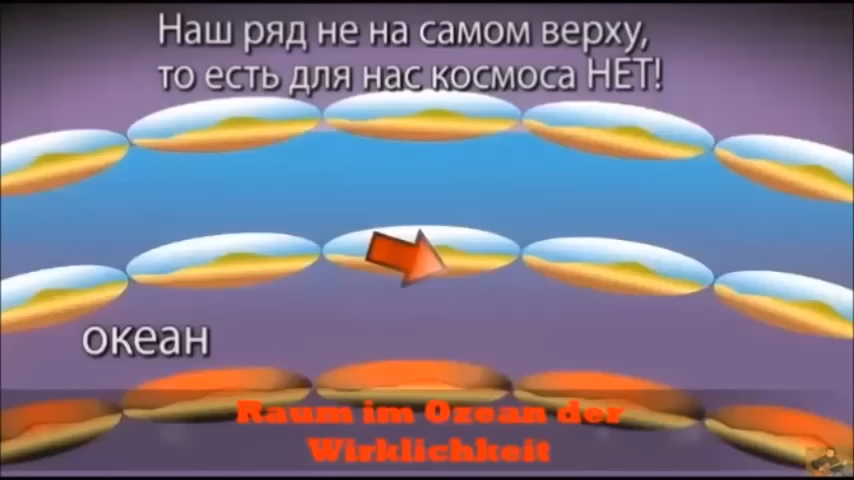 Наш ряд не на самом верху,
то есть для нас космоса НЕТ!
океан
Raum im Ozean der
Wirklichkeit